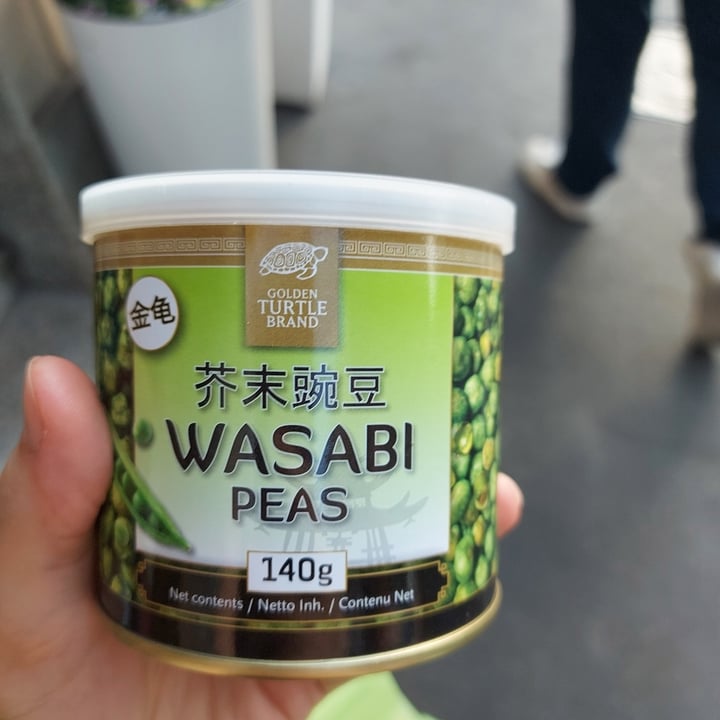 GOLDEN
TURTLE
BRAND
金龟
芥末豌豆
WASABI
PEAS
140g
Net contents / Netto Inh. / Contenu Net